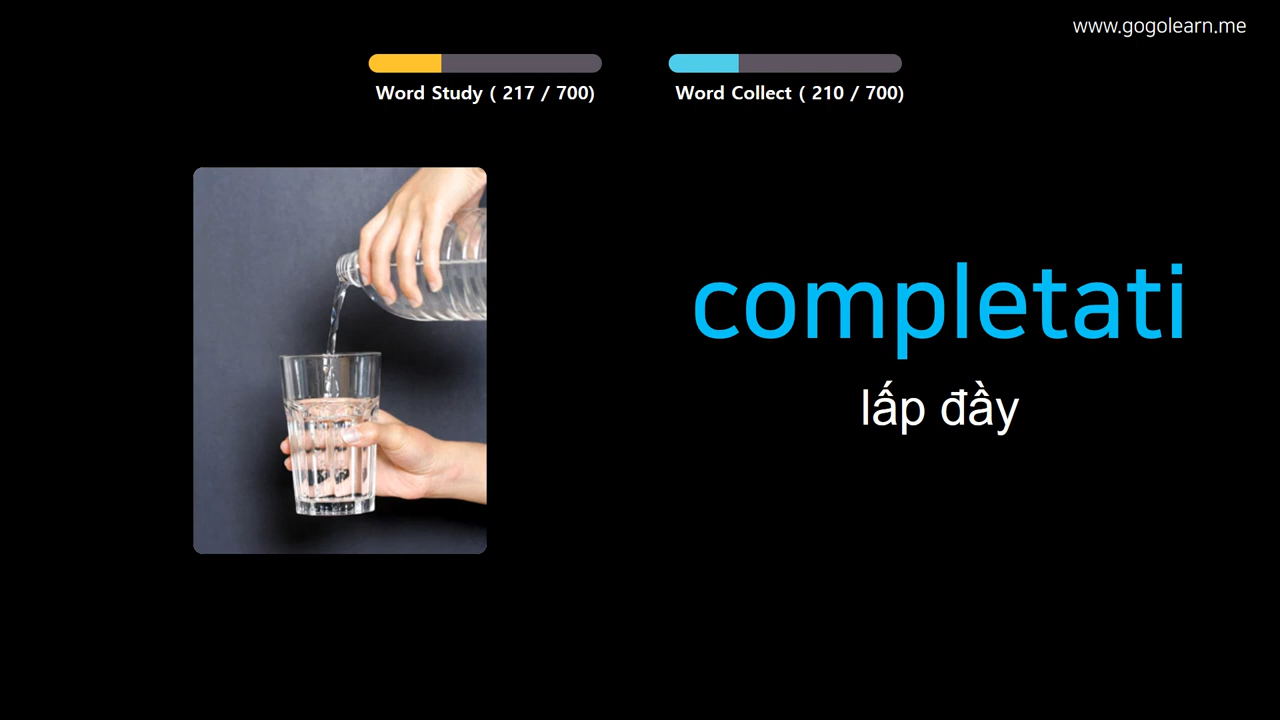 www.gogolearn.me
Word Study ( 217 / 700)
Word Collect ( 210 / 700)
completati
lấp đầy